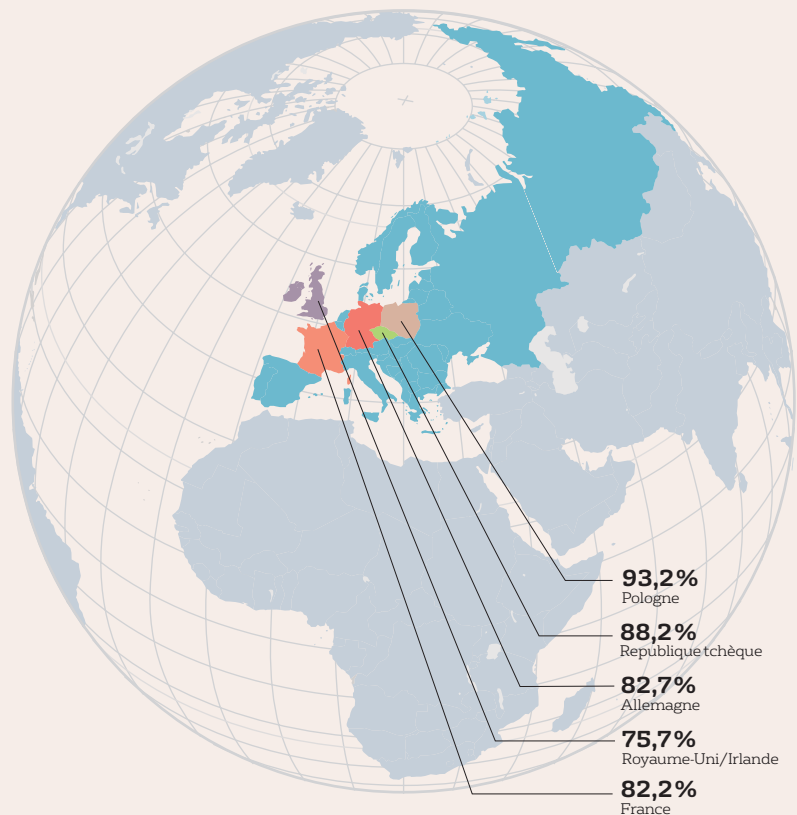 93,2%
Pologne
88,2%
Republique tchèque
82,7%
Allemagne
75,7%
Royaume-Uni/Irlande
82,2%
France